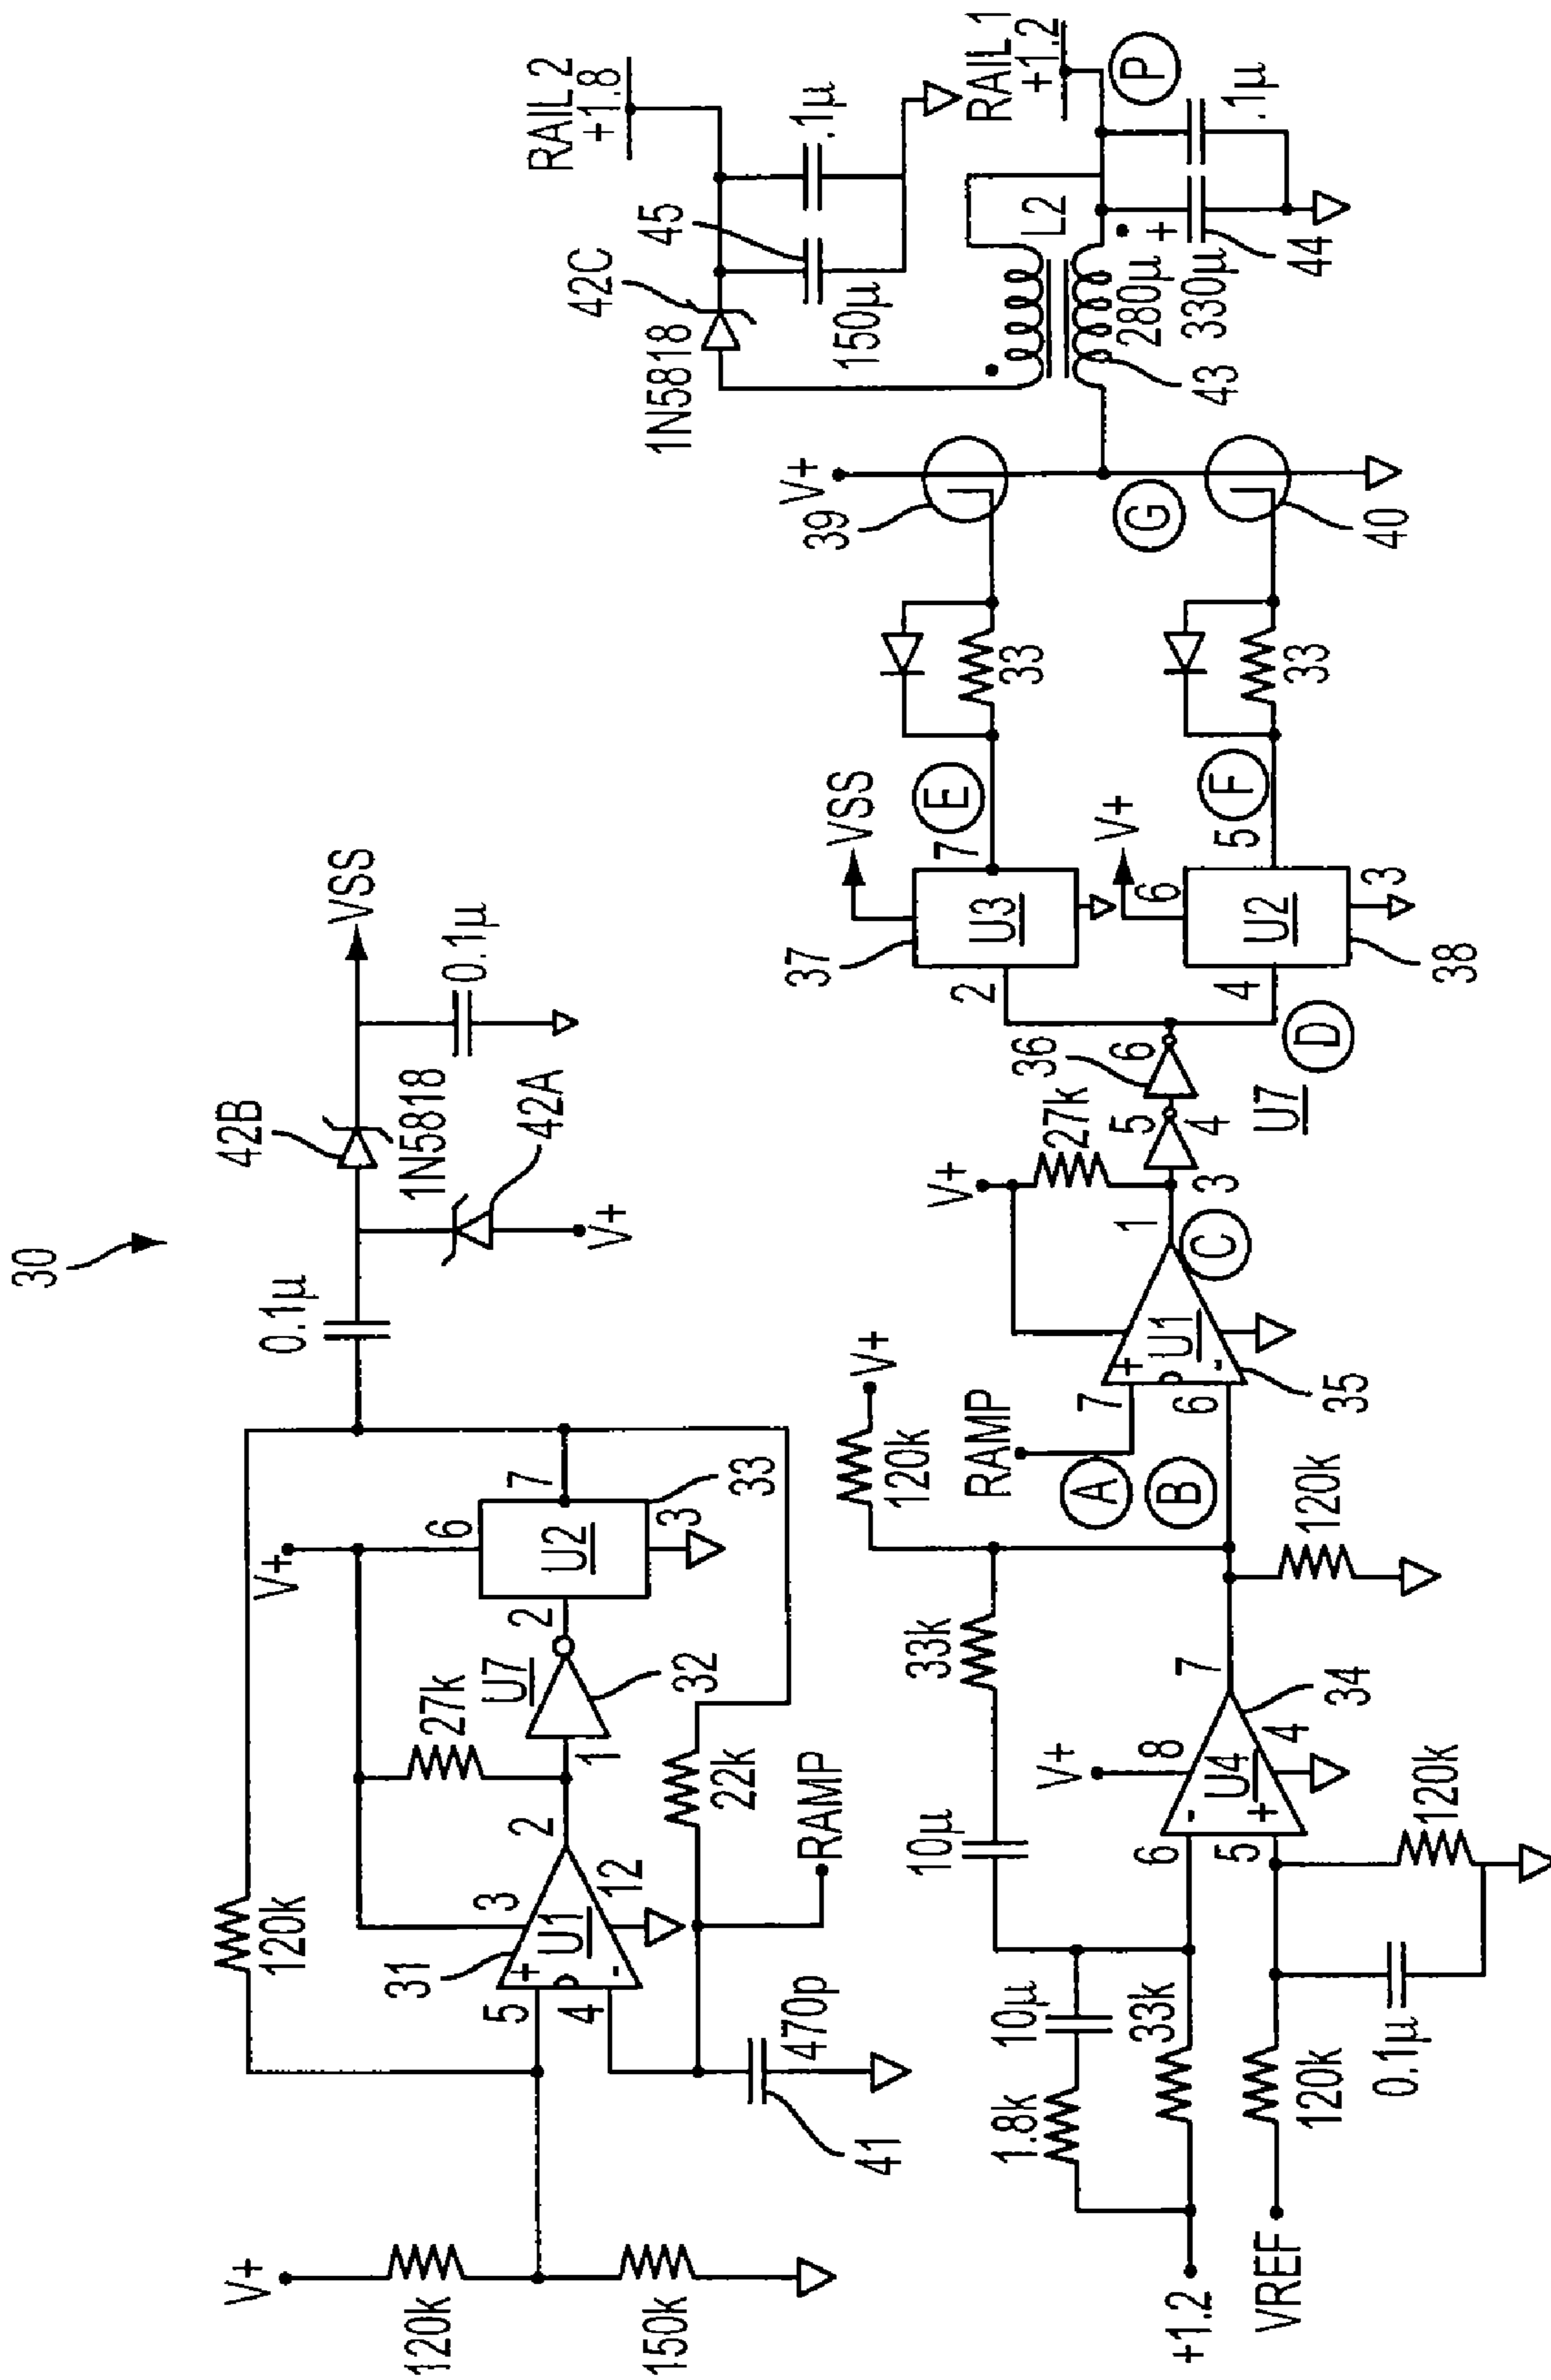 30
V+
120k
150k
120k
5
4
31
+
U1
-
3
12
2
27k
U7
1
32
V+
2
6
U2
7
3
33
22k
RAMP
470p
41
0.1µ
42B
1N5818
42A
V+
VSS
0.1µ
+1.2
VREF
1.8k
10µ
33k
120k
0.1µ
10µ
33k
V+
8
6
5
-
U4
+
4
7
34
120k
120k
V+
120k
RAMP
A
B
7
6
+
U1
-
35
1
C
V+
27k
3
4
5
36
6
U7
D
2
4
37
U3
VSS
7
E
38
U2
V+
6
5
3
F
33
33
39
V+
G
40
1N5818
42C
150µ
45
.1µ
RAIL 2
+1.8
L2
43
280µ
330µ
+
44
.1µ
RAIL 1
+1.2
P